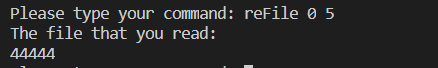 Please type your command: reFile 0 5
The file that you read:
44444